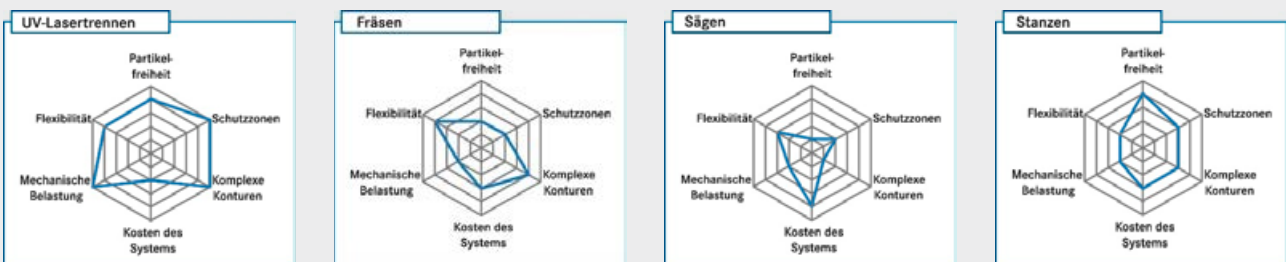 UV-Lasertrennen
Partikel-
freiheit
Flexibilität
Schutzzonen
Mechanische
Belastung
Komplexe
Konturen
Kosten des
Systems
Fräsen
Partikel-
freiheit
Flexibilität
Schutzzonen
Mechanische
Belastung
Komplexe
Konturen
Kosten des
Systems
Sägen
Partikel-
freiheit
Flexibilität
Schutzzonen
Mechanische
Belastung
Komplexe
Konturen
Kosten des
Systems
Stanzen
Partikel-
freiheit
Flexibilität
Schutzzonen
Mechanische
Belastung
Komplexe
Konturen
Kosten des
Systems